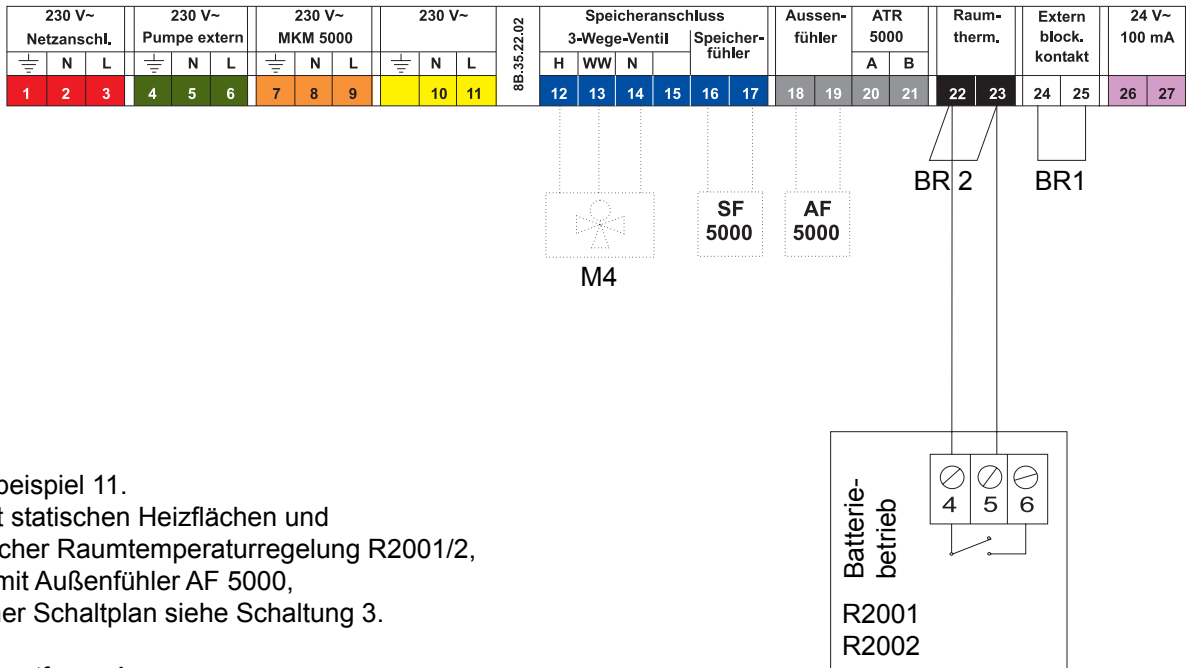 230 V~ 230 V~ 230 V~ 230 V~ Speicheranschluss Aussen- ATR Raum- Extern 24 V~
Netzanschl. Pumpe extern MKM 5000 3-Wege-Ventil Speicher- fühler 5000 therm. block. 100 mA
fühler kontakt
N L N L N L N L H WW N A B
8B.35.22.02
1 2 3 4 5 6 7 8 9 10 11 12 13 14 15 16 17 18 19 20 21 22 23 24 25 26 27
BR 2 BR1
SF AF
5000 5000
M4
beispiel 11.
t statischen Heizflächen und
cher Raumtemperaturregelung R2001/2,
mit Außenfühler AF 5000,
er Schaltplan siehe Schaltung 3.
4 5 6
Batterie-
betrieb
R2001
R2002